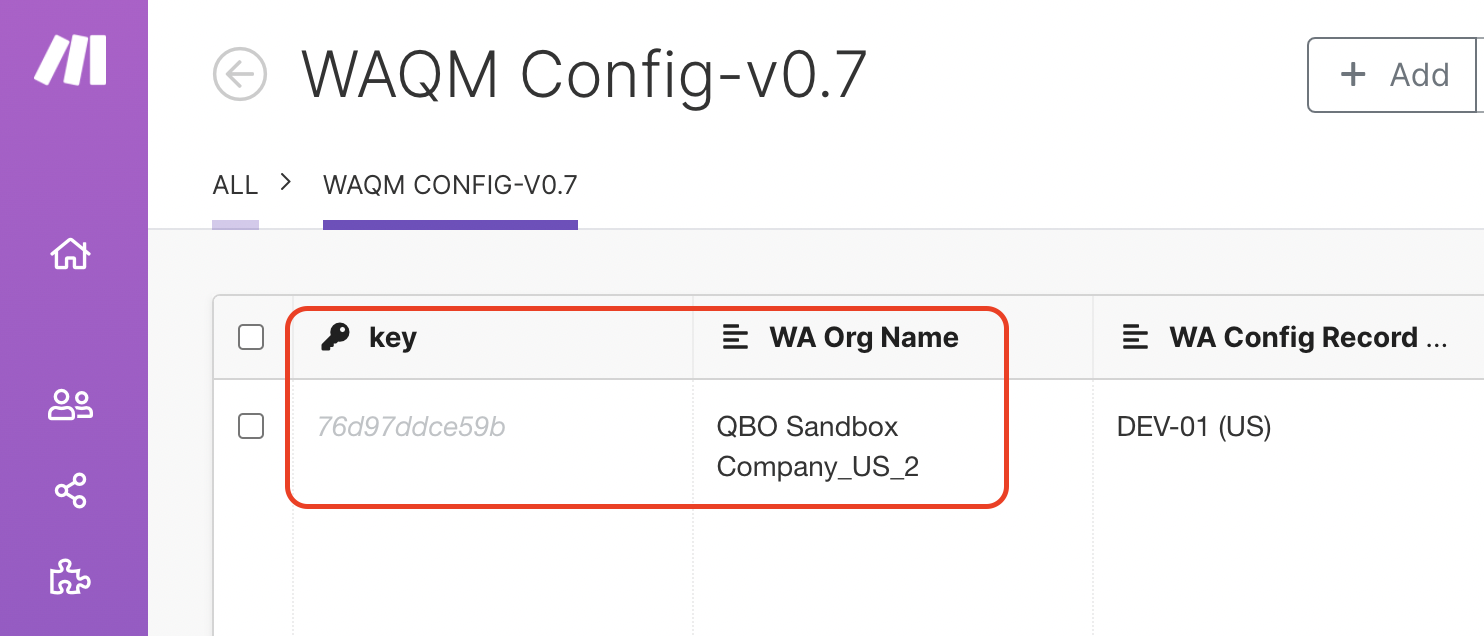 WAQM Config-v0.7
+ Add
ALL > WAQM CONFIG-V0.7
key WA Org Name WA Config Record ...
76d97ddce59b QBO Sandbox DEV-01 (US)
Company_US_2